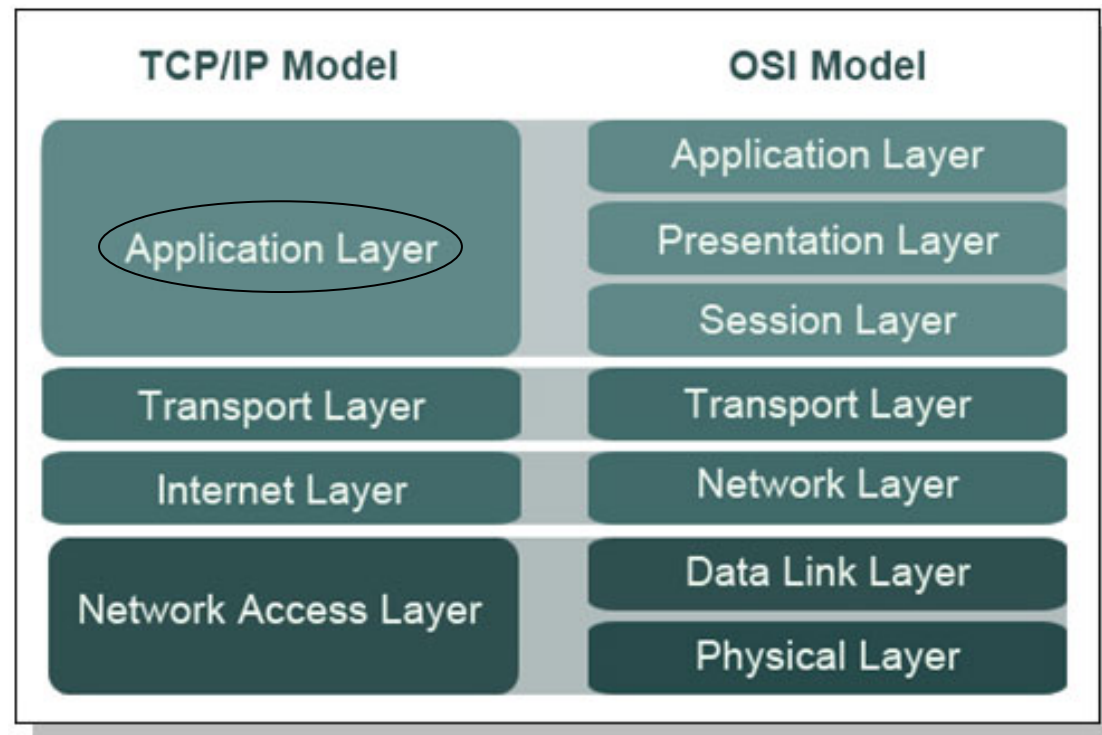 TCP/IP Model
OSI Model
Application Layer
Transport Layer
Internet Layer
Network Access Layer
Application Layer
Presentation Layer
Session Layer
Transport Layer
Network Layer
Data Link Layer
Physical Layer